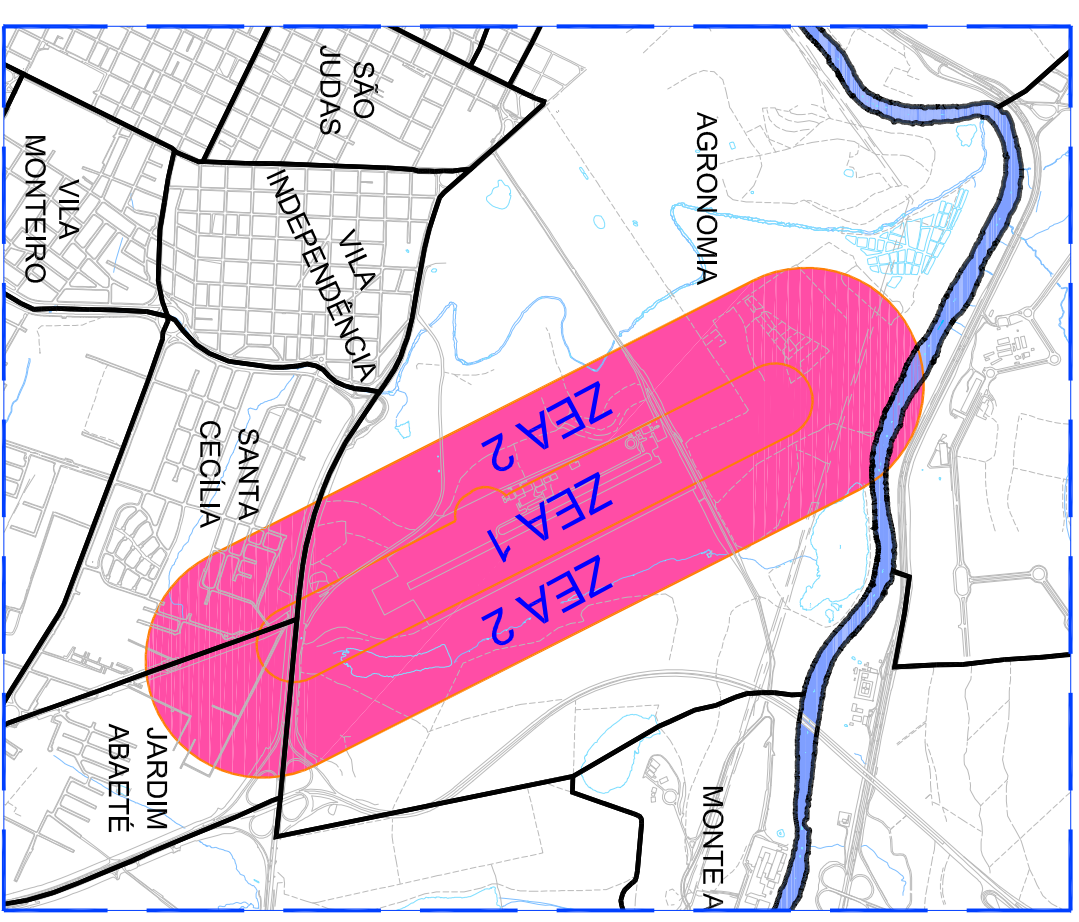 SÃO
JUDAS
AGRONOMIA
VILA
MONTEIRO
VILA
INDEPENDÊNCIA
SANTA
CECÍLIA
ZEA 2
ZEA 1
ZEA 2
JARDIM
ABAETÉ
MONTE A